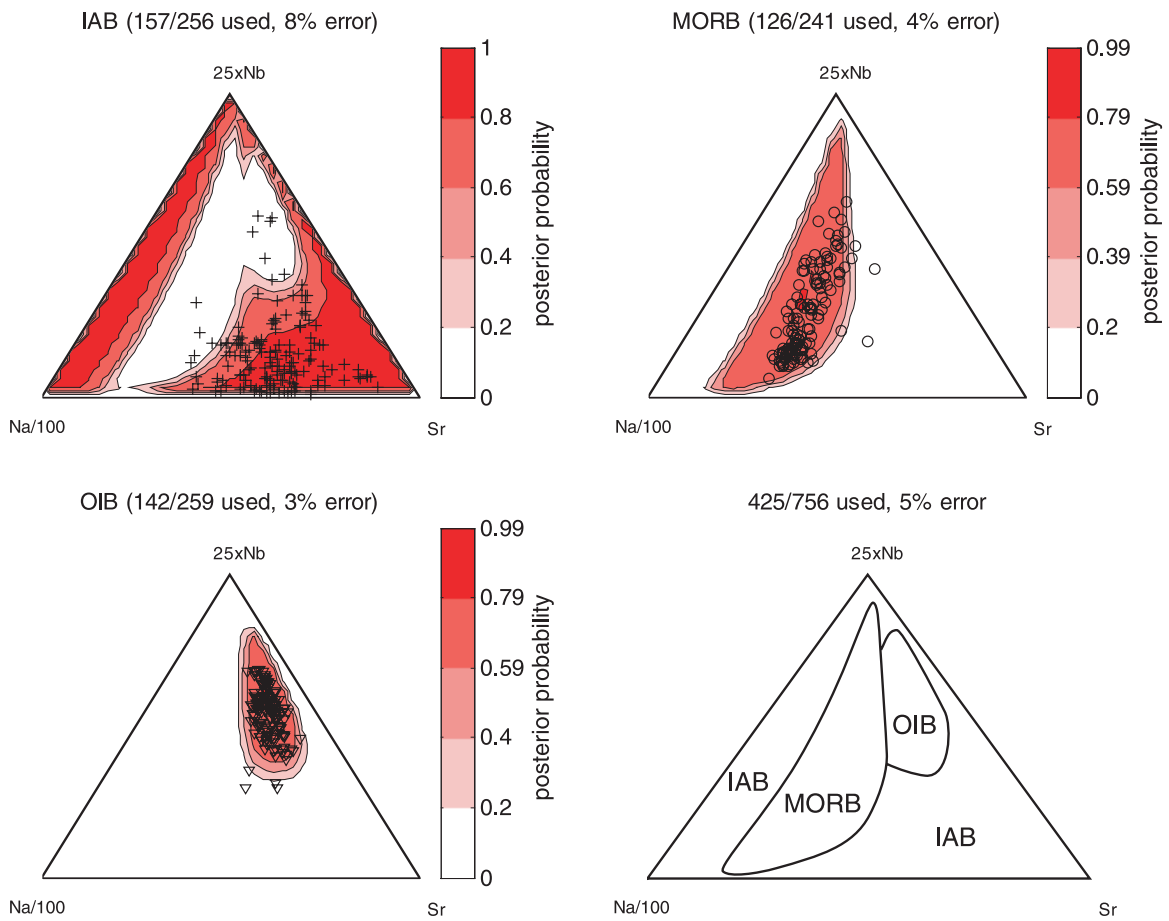 IAB (157/256 used, 8% error)
25xNb
Na/100
Sr
1
0.8
0.6
0.4
0.2
0
posterior probability
MORB (126/241 used, 4% error)
25xNb
Na/100
Sr
0.99
0.79
0.59
0.49
0.2
0
posterior probability
OIB (142/259 used, 3% error)
25xNb
Na/100
Sr
0.99
0.79
0.59
0.4
0.2
0
posterior probability
425/756 used, 5% error
25xNb
OIB
IAB
MORB
IAB
Na/100
Sr